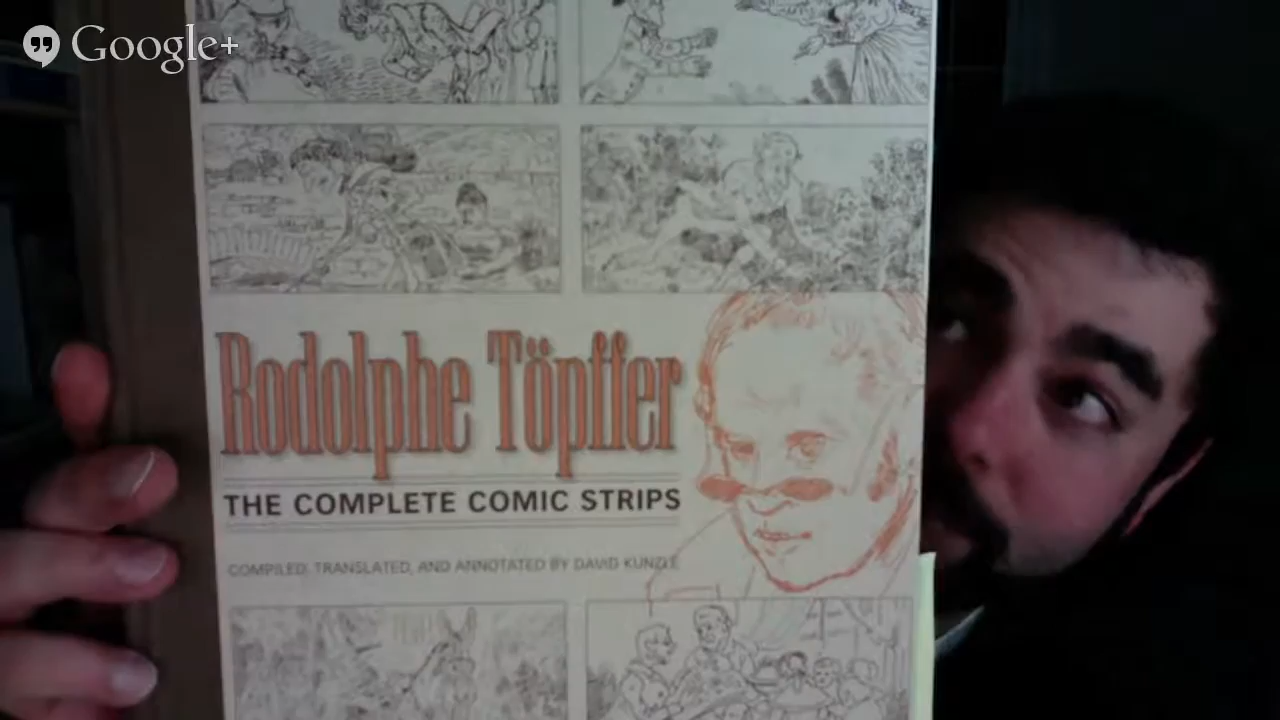 Google+
Rodolphe Töpffer
THE COMPLETE COMIC STRIPS
COMPILED, TRANSLATED, AND ANNOTATED BY DAVID KUNZLE